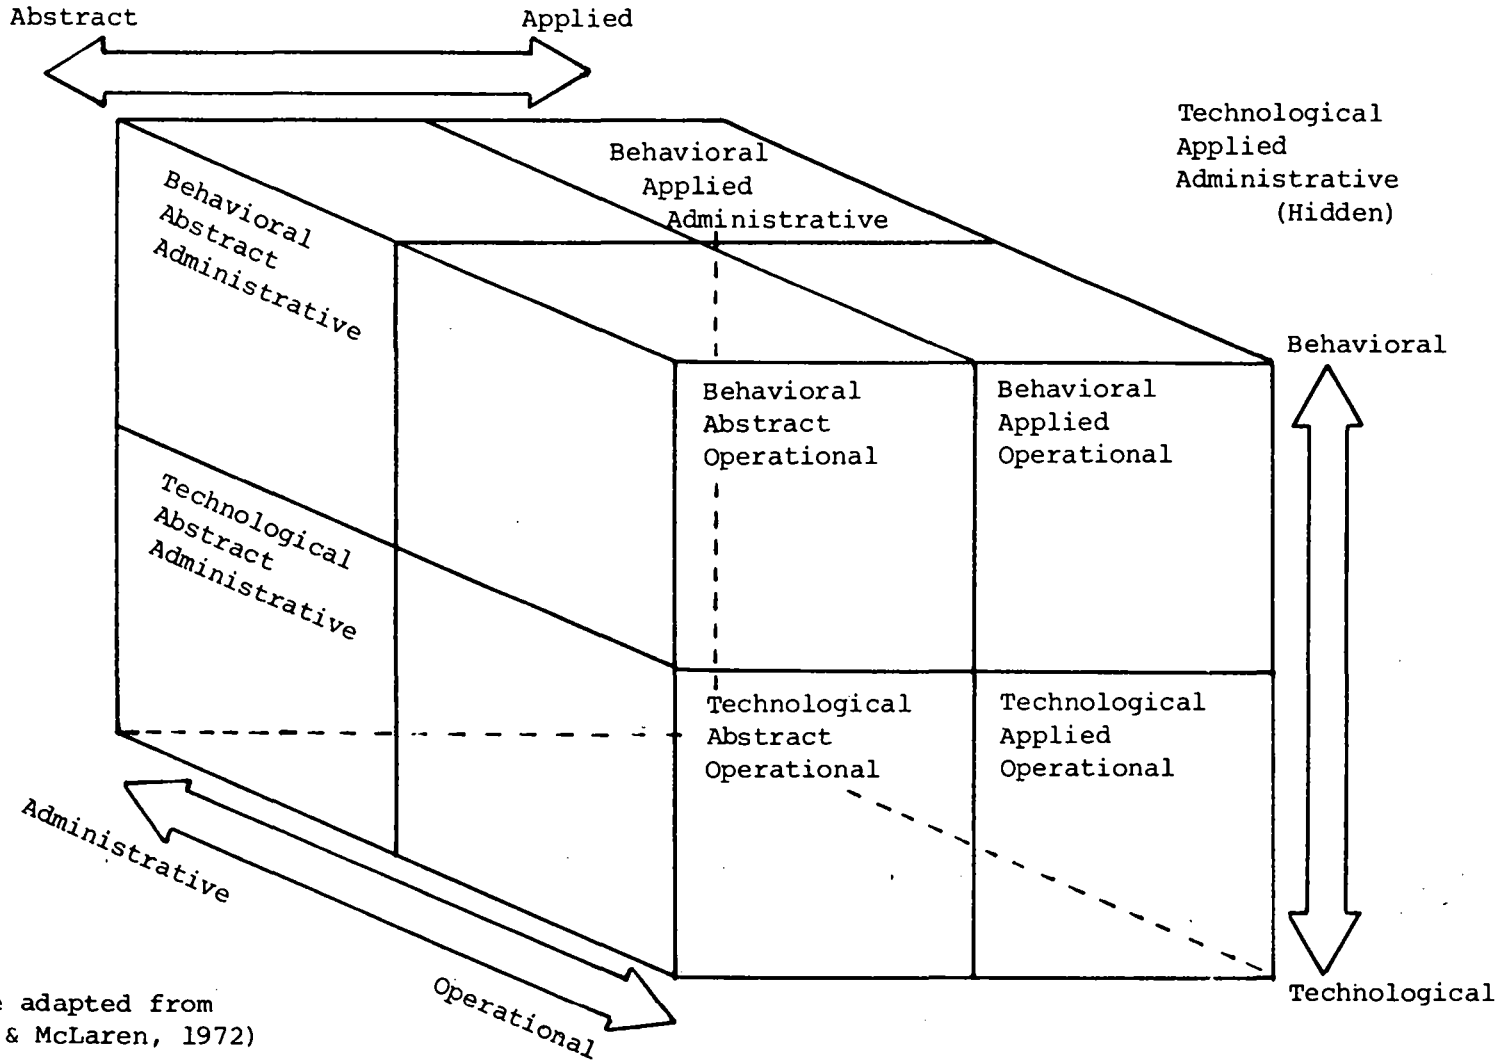 Abstract
Applied
Technological
Applied
Administrative
(Hidden)
Behavioral
Applied
Administrative
Behavioral
Abstract
Administrative
Behavioral
Behavioral
Abstract
Operational
Behavioral
Applied
Operational
Technological
Abstract
Administrative
Technological
Abstract
Operational
Technological
Applied
Operational
Administrative
Operational
Technological
adapted from
& McLaren, 1972)